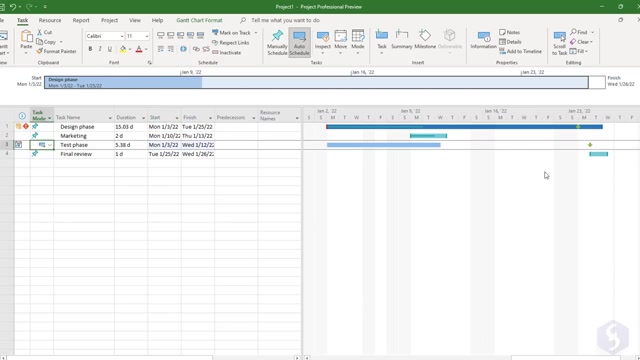 Project1 - Project Professional Preview
Task Resource Report Project View Help Gantt Chart Format Tell me what you want to do
Cut
Copy
Format Painter
Clipboard
Calibri 11
B I U
Font
Schedule
Mark on Track
Respect Links
Inactivate
Manually Schedule
Auto Schedule
Inspect Move Mode
Tasks
Task Summary Milestone Deliverable
Insert
Information
Notes
Details
Add to Timeline
Properties
Scroll to Task
Find
Clear
Fill
Editing
Jan 9, '22 Jan 16, '22 Jan 23, '22
Start
Mon 1/3/22
Design phase
Mon 1/3/22 - Tue 1/25/22
Finish
Wed 1/26/22
Task Mode Task Name Duration Start Finish Predecessors Resource Names
Jan 2, '22 Jan 9, '22 Jan 16, '22 Jan 23, '22
M T W T F S S M T W T F S S M T W T F S S M T W T F S
1 Design phase 15.03 d Mon 1/3/22 Tue 1/25/22
2 Marketing 2 d Mon 1/10/22 Thu 1/13/22
3 Test phase 5.38 d Mon 1/3/22 Wed 1/12/22
4 Final review 1 d Tue 1/25/22 Wed 1/26/22